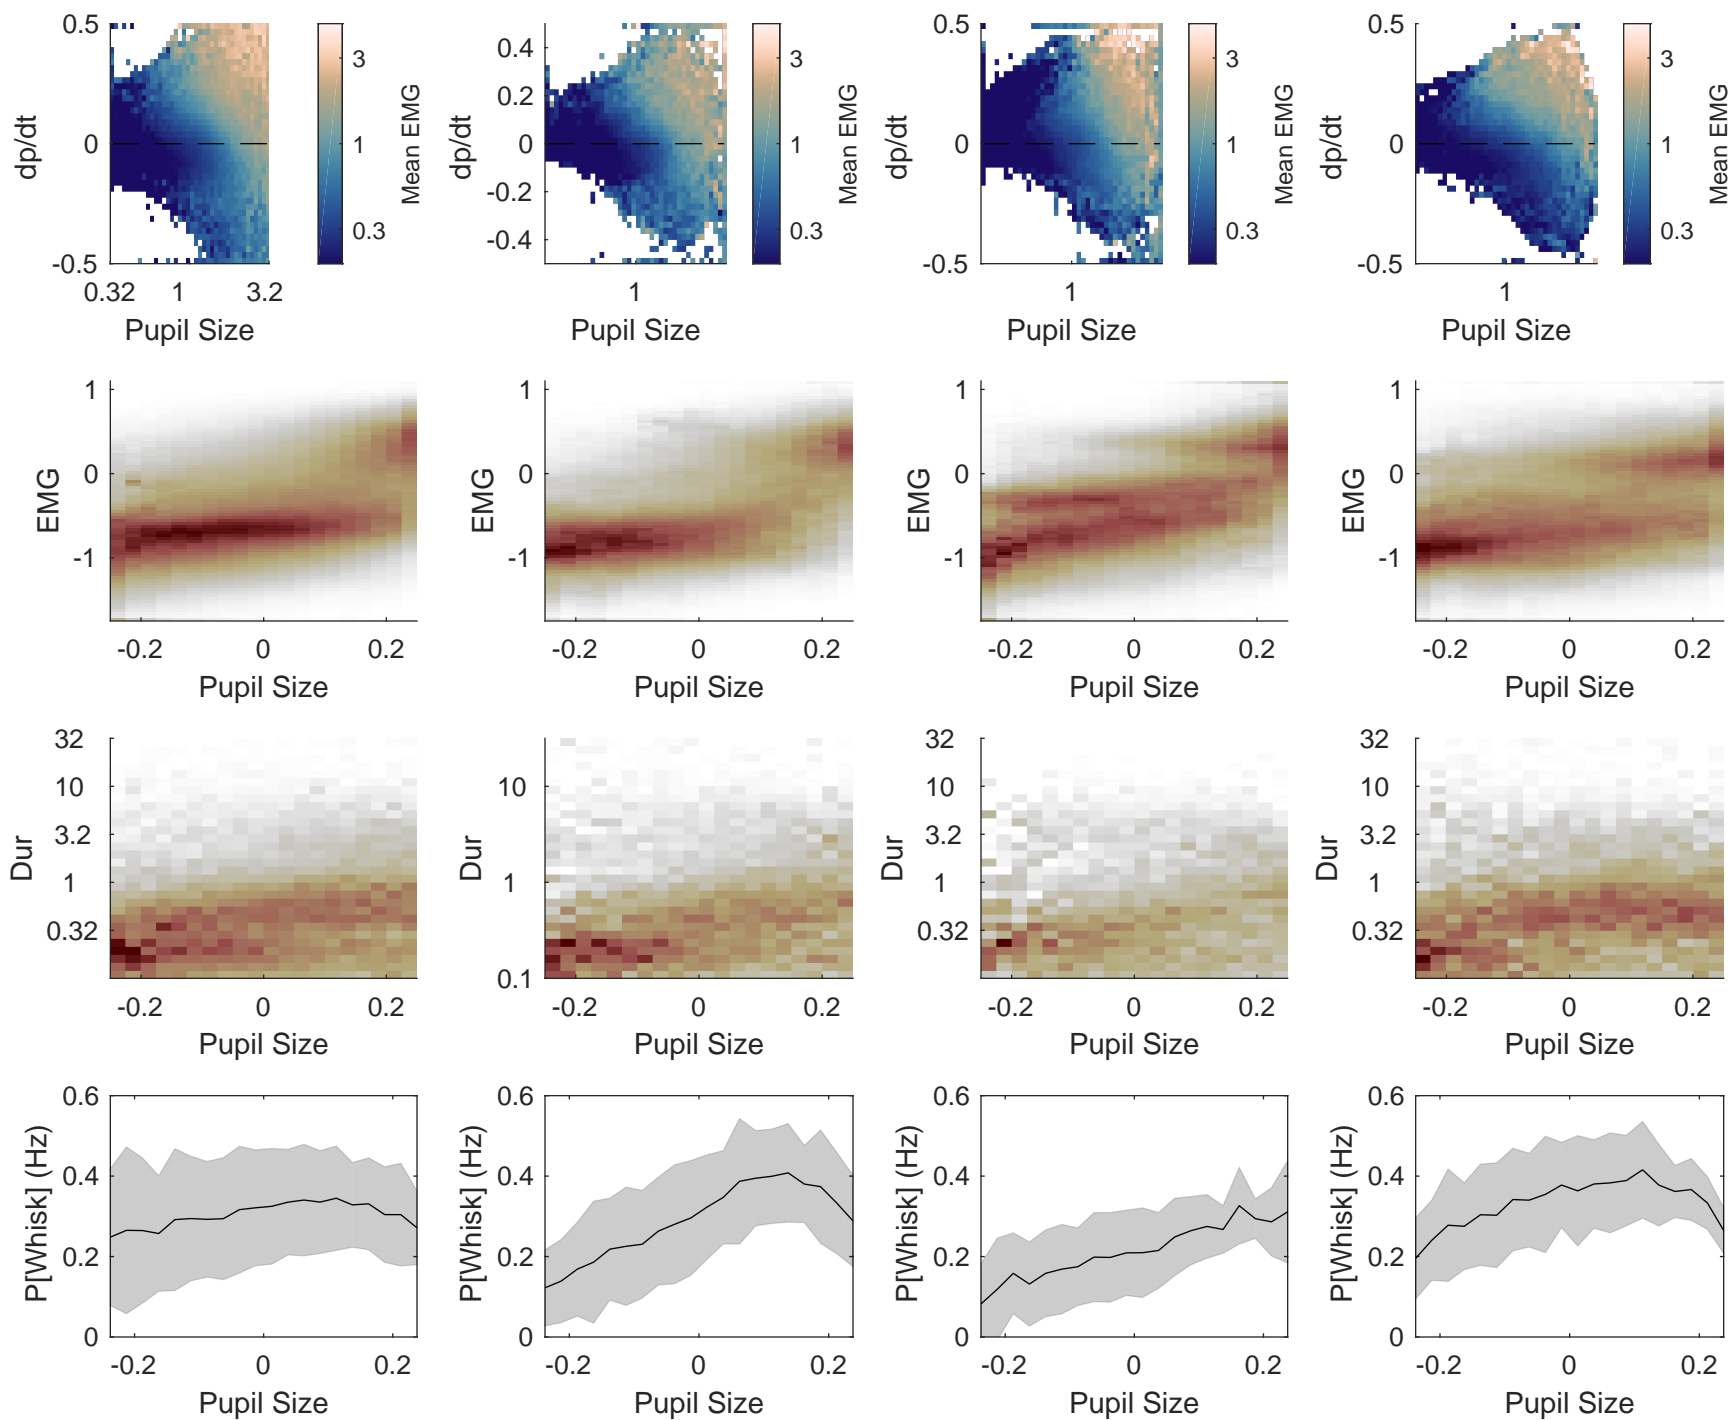 0.5
0
-0.5
dp/dt
0.32 1 3.2
Pupil Size
3
1
0.3
Mean EMG
0.4
0.2
0
-0.2
-0.4
dp/dt
1
Pupil Size
3
1
0.3
Mean EMG
0.5
0
-0.5
dp/dt
1
Pupil Size
3
1
0.3
Mean EMG
0.5
0
-0.5
dp/dt
1
Pupil Size
3
1
0.3
Mean EMG
1
0
-1
EMG
-0.2 0 0.2
Pupil Size
1
0
-1
EMG
-0.2 0 0.2
Pupil Size
1
0
-1
EMG
-0.2 0 0.2
Pupil Size
1
0
-1
EMG
-0.2 0 0.2
Pupil Size
32
10
3.2
1
0.32
Dur
-0.2 0 0.2
Pupil Size
10
1
0.1
Dur
-0.2 0 0.2
Pupil Size
32
10
3.2
1
0.32
Dur
-0.2 0 0.2
Pupil Size
32
10
3.2
1
0.32
Dur
-0.2 0 0.2
Pupil Size
0.6
0.4
0.2
0
P[Whisk] (Hz)
-0.2 0 0.2
Pupil Size
0.6
0.4
0.2
0
P[Whisk] (Hz)
-0.2 0 0.2
Pupil Size
0.6
0.4
0.2
0
P[Whisk] (Hz)
-0.2 0 0.2
Pupil Size
0.6
0.4
0.2
0
P[Whisk] (Hz)
-0.2 0 0.2
Pupil Size